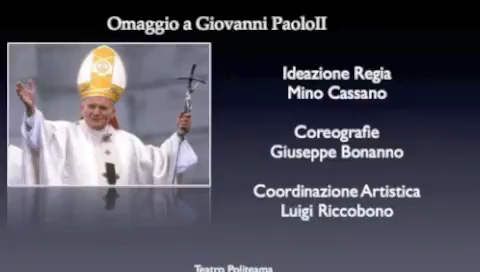 Omaggio a Giovanni PaoloII
Ideazione Regia
Mino Cassano
Coreografie
Giuseppe Bonanno
Coordinazione Artistica
Luigi Riccobono
Teatro Politeama